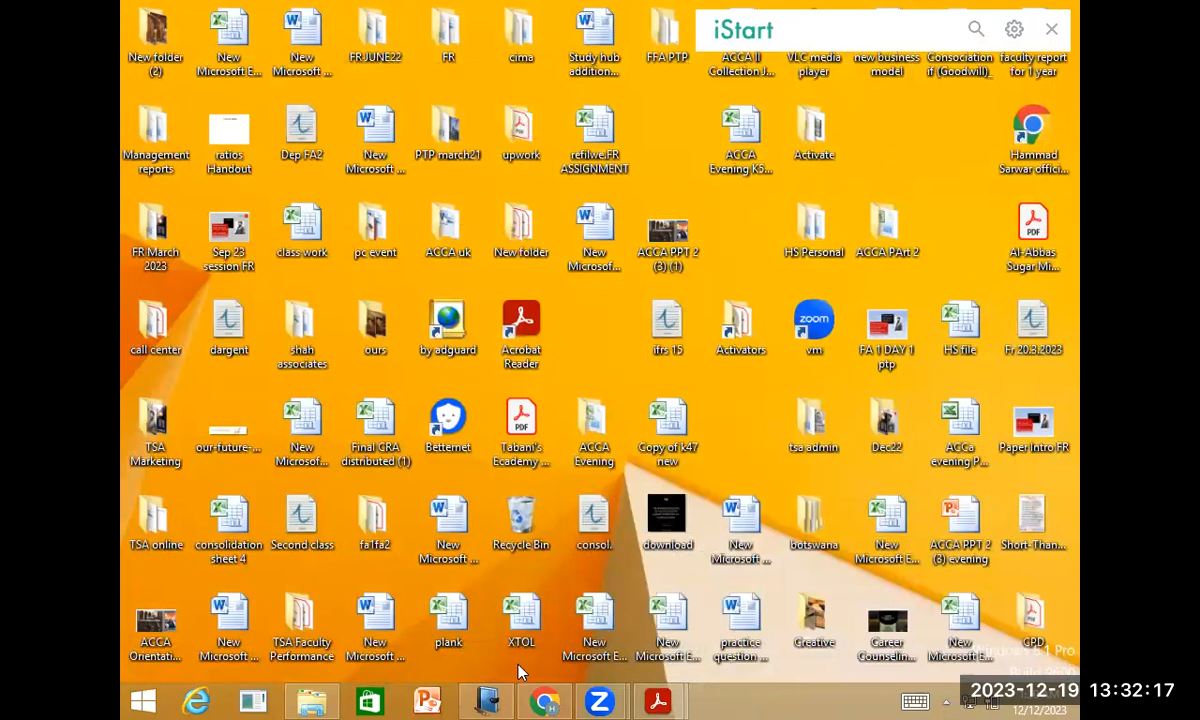 iStart
New folder
(2)
New
Microsoft E...
New
Microsoft ...
FR JUNE22
FR
cima
Study hub
addition...
FFA PTP
ACCA II
Collection J...
VLC media
player
new business
model
Consociation
if (Goodwill)_
faculty report
for 1 year
Management
reports
ratios
Handout
Dep FA2
New
Microsoft ...
PTP march21
upwork
refilwe.FR
ASSIGNMENT
ACCA
Evening K5...
Activate
Hammad
Sarwar offici...
FR March
2023
Sep 23
session FR
class work
pc event
ACCA uk
New folder
New
Microsof...
ACCA PPT 2
(3) (1)
HS Personal
ACCA PArt 2
PDF
Al-Abbas
Sugar Mi...
call center
dargent
shah
associates
ours
by adguard
Acrobat
Reader
ifrs 15
Activators
zoom
vm
FA 1 DAY 1
ptp
HS file
Fr 20.3.2023
TSA
Marketing
our-future-...
New
Microsof...
Final CRA
distributed (1)
Betternet
PDF
Tabani's
Ecademy ...
ACCA
Evening
Copy of k47
new
tsa admin
Dec22
ACCa
evening P...
Paper Intro FR
TSA online
consolidation
sheet 4
Second class
fa1fa2
New
Microsoft ...
Recycle Bin
consol.
download
New
Microsoft ...
botswana
New
Microsoft E...
ACCA PPT 2
(3) evening
Short-Than...
ACCA
Orientati...
New
Microsoft ...
TSA Faculty
Performance
New
Microsoft ...
plank
XTOL
New
Microsoft E...
New
Microsoft E...
practice
question ...
Creative
Career
Counselin...
New
Microsoft E...
CPD
2023-12-19 13:32:17
12/12/2023